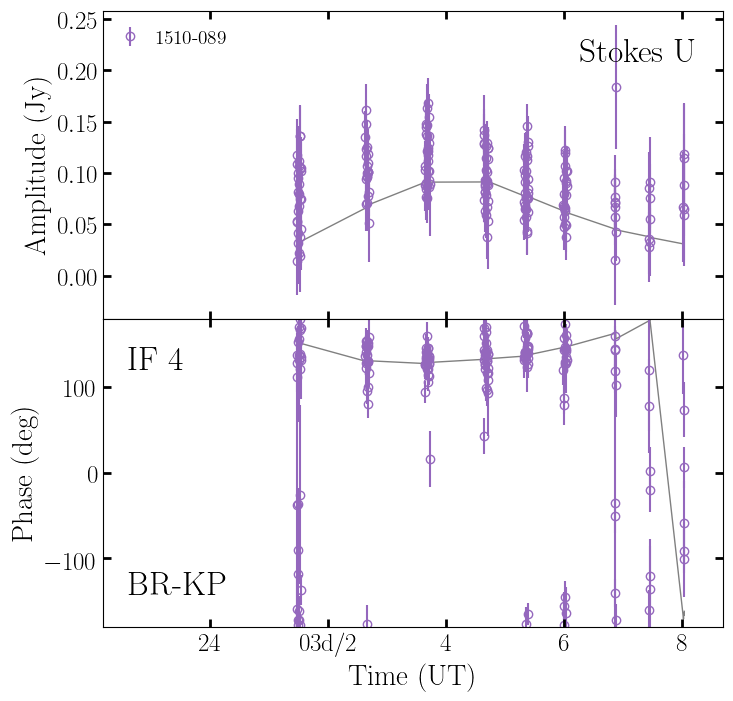 0.25
1510-089
Stokes U
0.20
0.15
0.10
0.05
0.00
Amplitude (Jy)
IF 4
100
0
−100
Phase (deg)
BR-KP
24
03d/2
4
6
8
Time (UT)